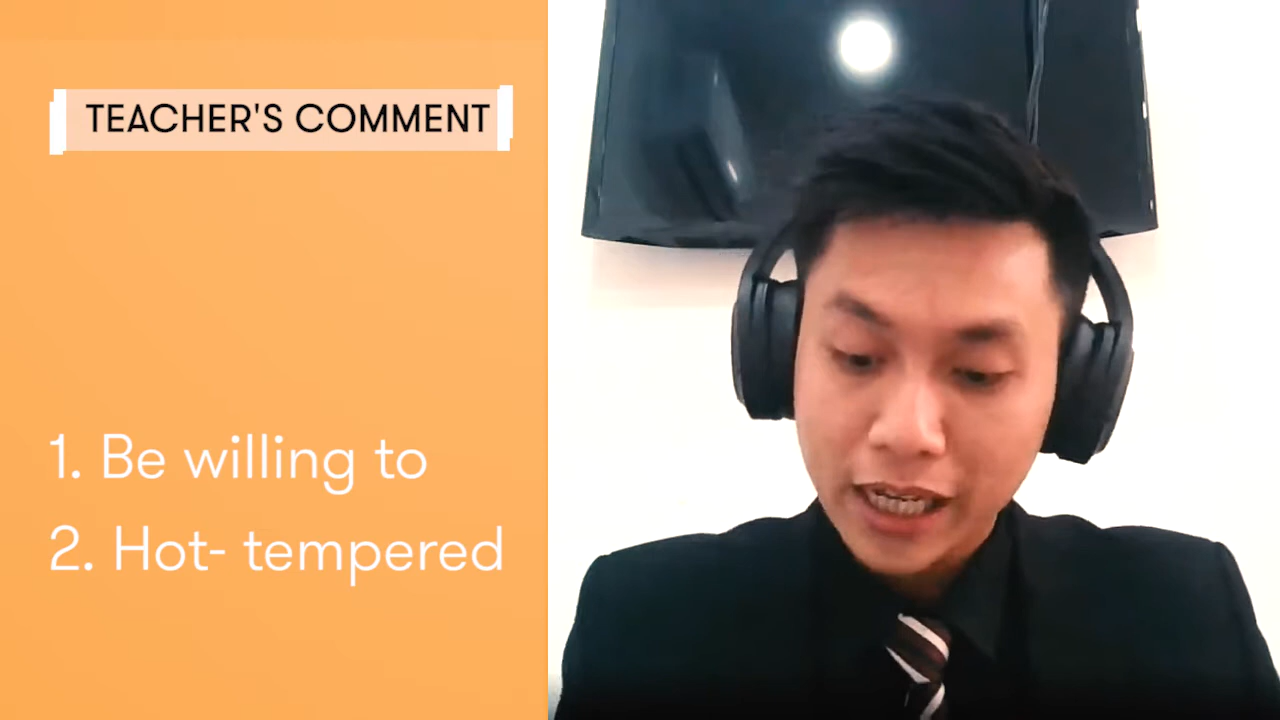 TEACHER'S COMMENT
1. Be willing to
2. Hot- tempered